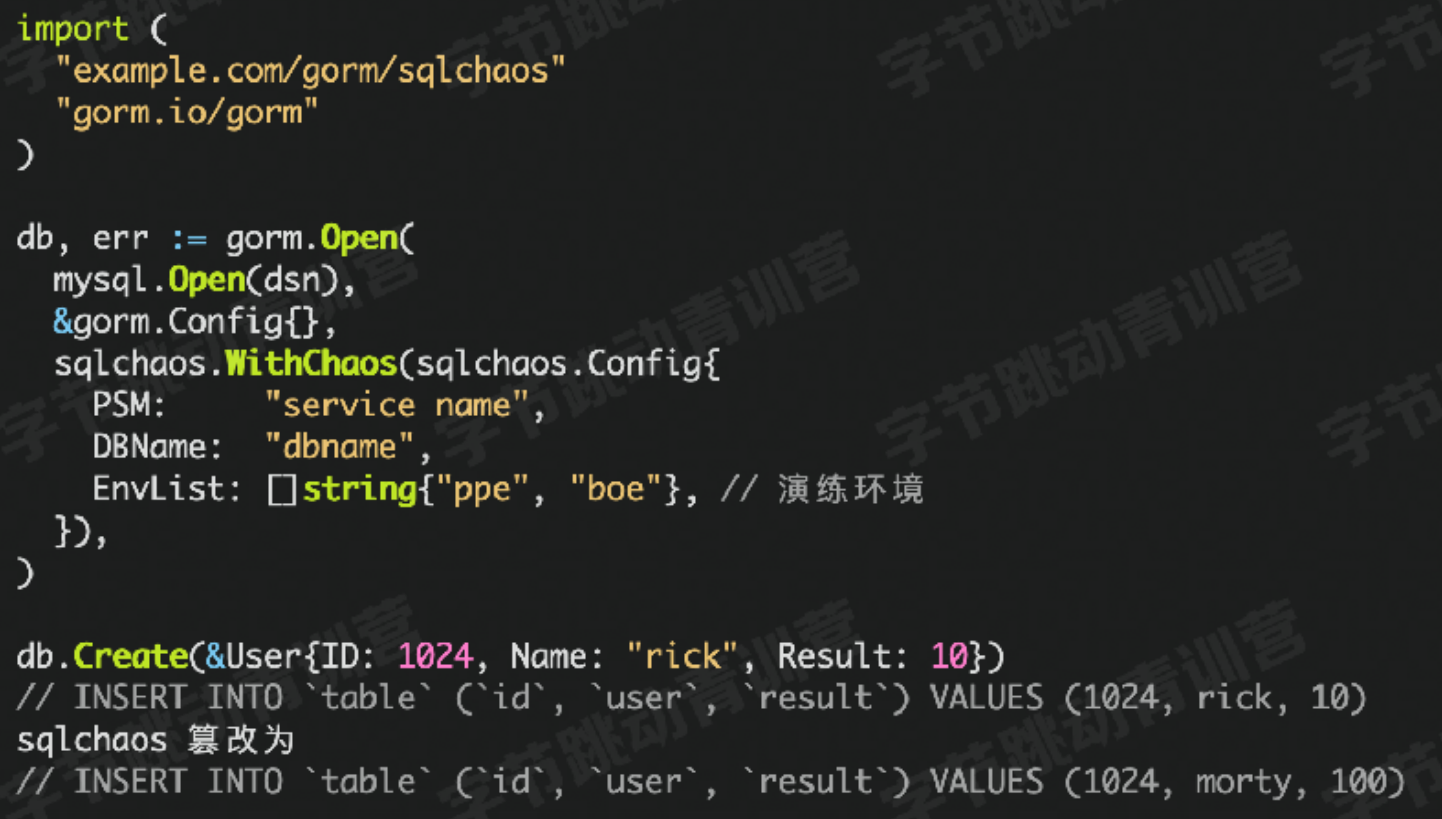 import (
  "example.com/gorm/sqlchaos"
  "gorm.io/gorm"
)

db, err := gorm.Open(
  mysql.Open(dsn),
  &gorm.Config{},
  sqlchaos.WithChaos(sqlchaos.Config{
    PSM:     "service name",
    DBName:  "dbname",
    EnvList: []string{"ppe", "boe"}, // 演练环境
  }),
)

db.Create(&User{ID: 1024, Name: "rick", Result: 10})
// INSERT INTO `table` (`id`, `user`, `result`) VALUES (1024, rick, 10)
sqlchaos 篡改为
// INSERT INTO `table` (`id`, `user`, `result`) VALUES (1024, morty, 100)
字节跳动青训营